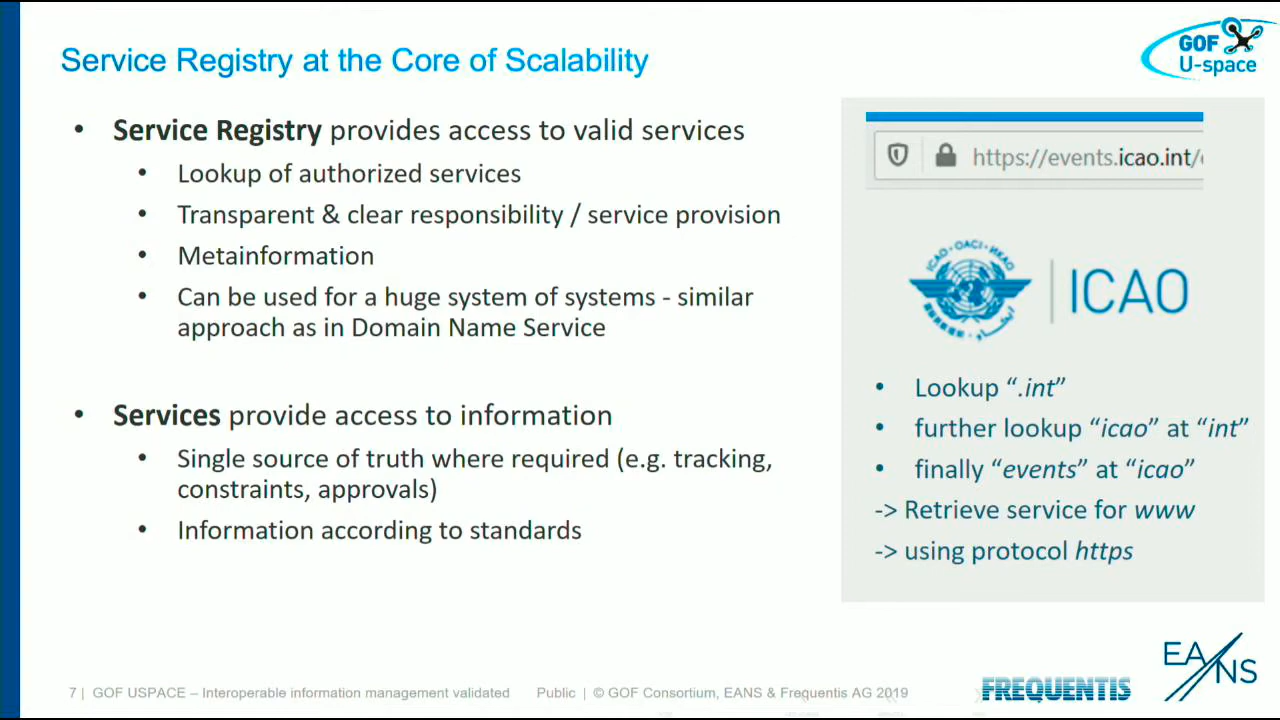 Service Registry at the Core of Scalability
GOF
U-space
• Service Registry provides access to valid services
• Lookup of authorized services
• Transparent & clear responsibility / service provision
• Metainformation
• Can be used for a huge system of systems - similar
approach as in Domain Name Service
• Services provide access to information
• Single source of truth where required (e.g. tracking,
constraints, approvals)
• Information according to standards
https://events.icao.int/
ICAO · OACI · ИКАО
ICAO
• Lookup “.int”
• further lookup “icao” at “int”
• finally “events” at “icao”
-> Retrieve service for www
-> using protocol https
7 | GOF USPACE – Interoperable information management validated Public | © GOF Consortium, EANS & Frequentis AG 2019
FREQUENTIS
EANS